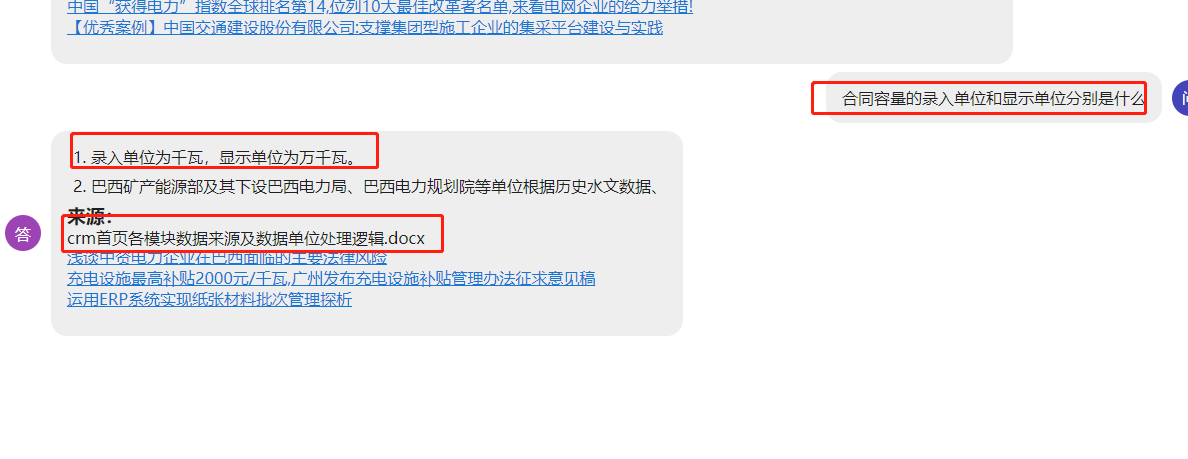 中国“获得电力”指数全球排名第14,位列10大最佳改革者名单,来看电网企业的给力举措!
【优秀案例】中国交通建设股份有限公司:支撑集团型施工企业的集采平台建设与实践
合同容量的录入单位和显示单位分别是什么
问
1. 录入单位为千瓦，显示单位为万千瓦。
2. 巴西矿产能源部及其下设巴西电力局、巴西电力规划院等单位根据历史水文数据、
来源：
答
crm首页各模块数据来源及数据单位处理逻辑.docx
浅谈中资电力企业在巴西面临的主要法律风险
充电设施最高补贴2000元/千瓦,广州发布充电设施补贴管理办法征求意见稿
运用ERP系统实现纸张材料批次管理探析